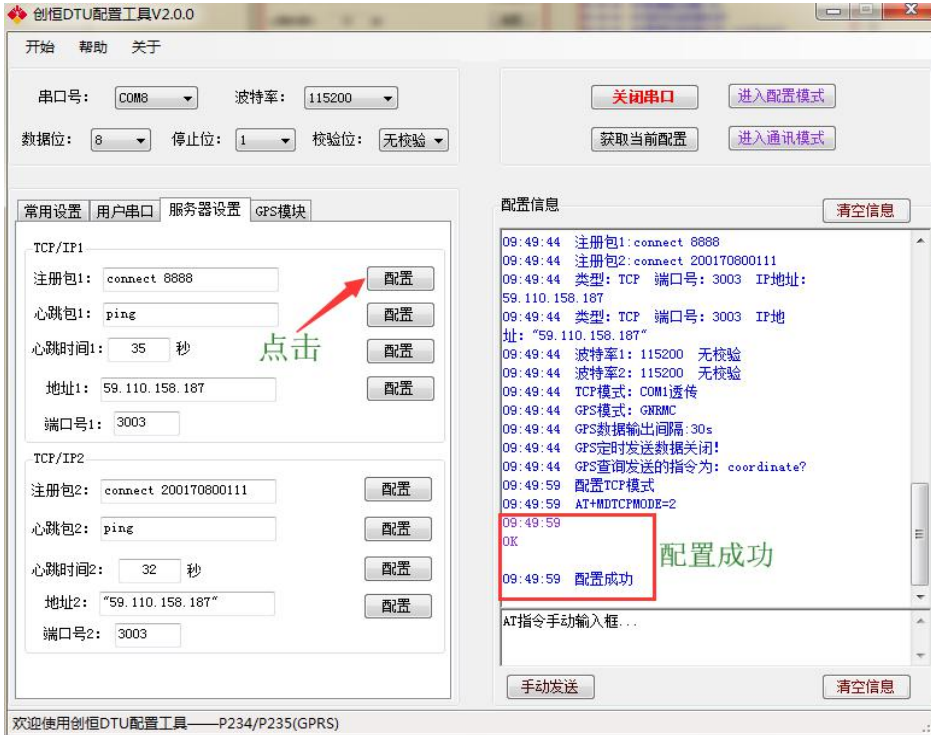 创恒DTU配置工具V2.0.0
开始 帮助 关于
串口号： COM8 波特率： 115200
数据位： 8 停止位： 1 校验位： 无校验
关闭串口 进入配置模式
获取当前配置 进入通讯模式
常用设置 用户串口 服务器设置 GPS模块
TCP/IP1
注册包1： connect 8888 配置
心跳包1： ping 配置
心跳时间1： 35 秒 配置
点击
地址1： 59.110.158.187 配置
端口号1： 3003
TCP/IP2
注册包2： connect 200170800111 配置
心跳包2： ping 配置
心跳时间2： 32 秒 配置
地址2： "59.110.158.187" 配置
端口号2： 3003
配置信息 清空信息
09:49:44 注册包1:connect 8888
09:49:44 注册包2:connect 200170800111
09:49:44 类型：TCP 端口号：3003 IP地址：
59.110.158.187
09:49:44 类型：TCP 端口号：3003 IP地
址："59.110.158.187"
09:49:44 波特率1：115200 无校验
09:49:44 波特率2：115200 无校验
09:49:44 TCP模式：COM1透传
09:49:44 GPS模式：GNRMC
09:49:44 GPS数据输出间隔:30s
09:49:44 GPS定时发送数据关闭!
09:49:44 GPS查询发送的指令为：coordinate?
09:49:59 配置TCP模式
09:49:59 AT+MDTCPMODE=2
09:49:59
OK
配置成功
09:49:59 配置成功
AT指令手动输入框...
手动发送 清空信息
欢迎使用创恒DTU配置工具——P234/P235(GPRS)